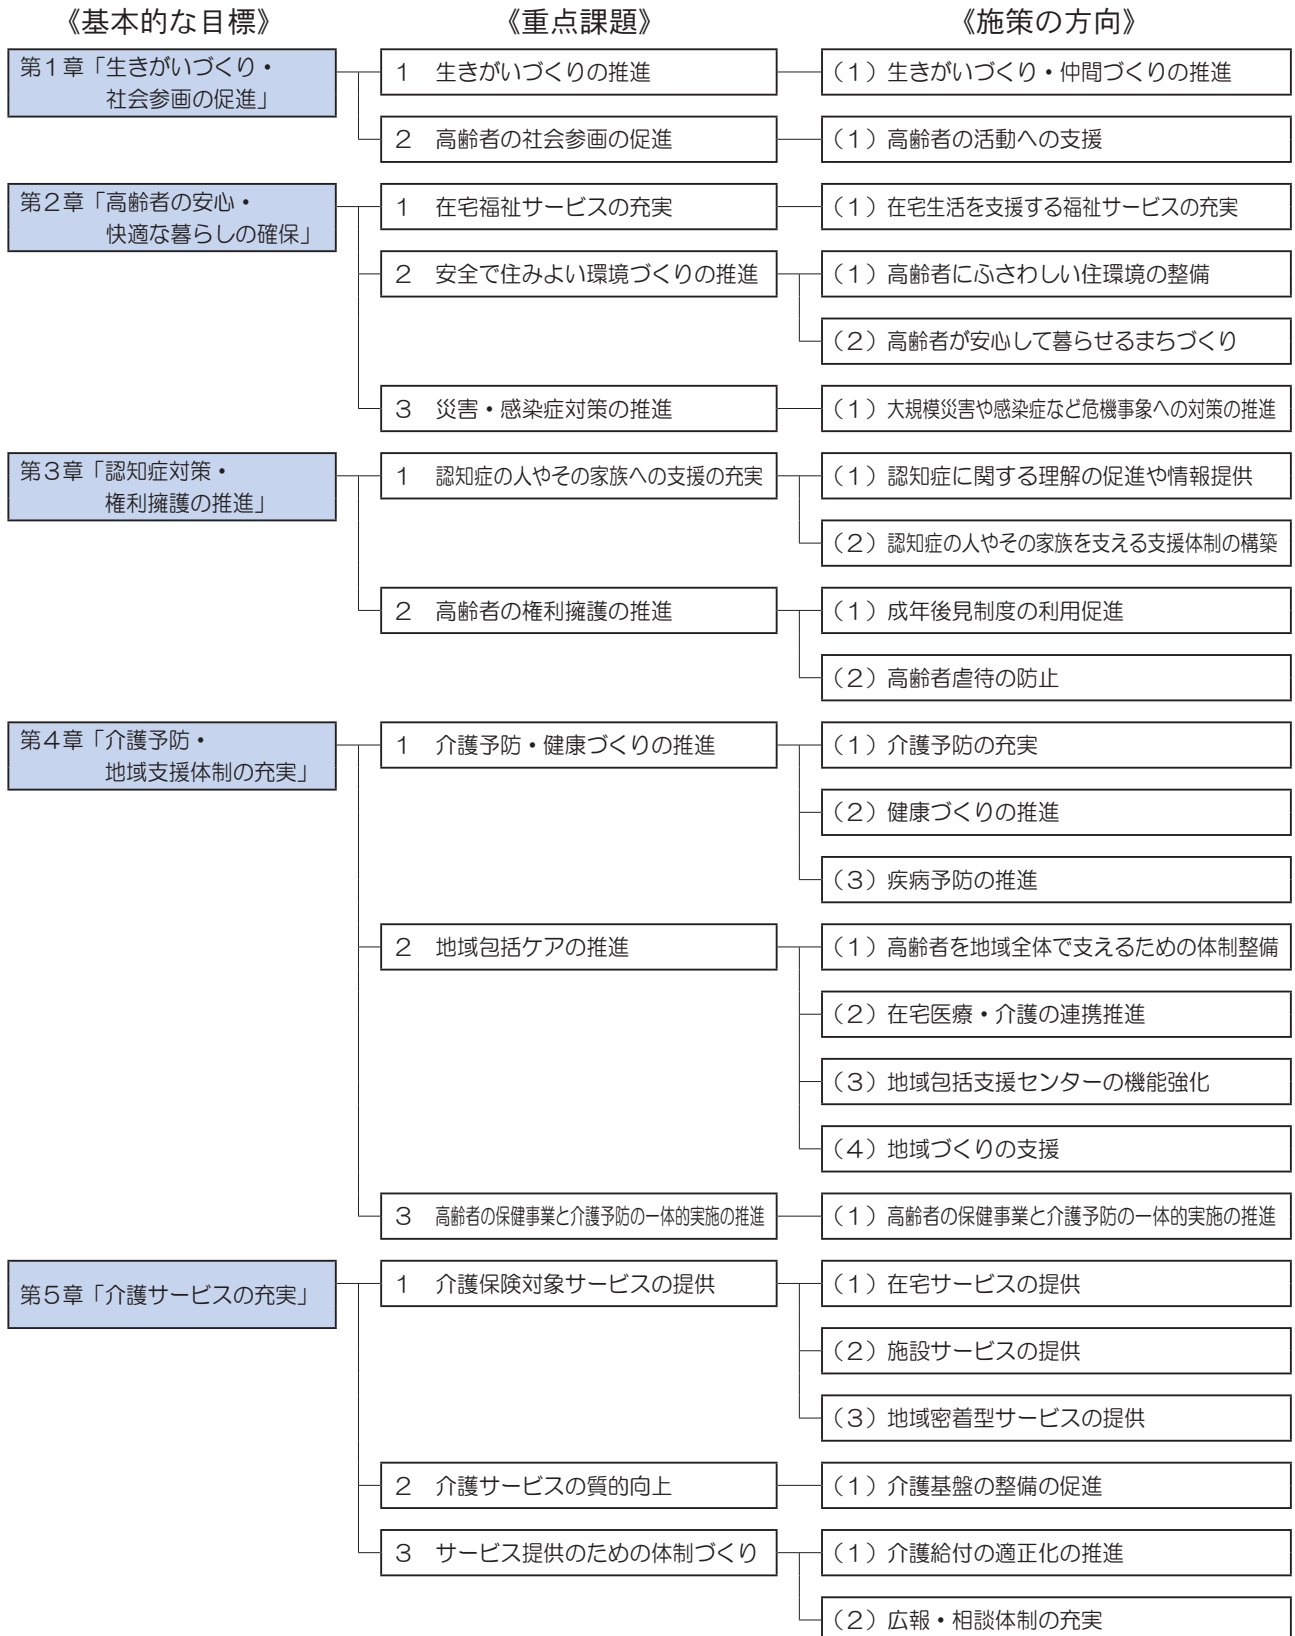 《基本的な目標》
《重点課題》
《施策の方向》
第1章「生きがいづくり・
社会参画の促進」
1 生きがいづくりの推進
(1)生きがいづくり・仲間づくりの推進
2 高齢者の社会参画の促進
(1)高齢者の活動への支援
第2章「高齢者の安心・
快適な暮らしの確保」
1 在宅福祉サービスの充実
(1)在宅生活を支援する福祉サービスの充実
2 安全で住みよい環境づくりの推進
(1)高齢者にふさわしい住環境の整備
(2)高齢者が安心して暮らせるまちづくり
3 災害・感染症対策の推進
(1)大規模災害や感染症など危機事象への対策の推進
第3章「認知症対策・
権利擁護の推進」
1 認知症の人やその家族への支援の充実
(1)認知症に関する理解の促進や情報提供
(2)認知症の人やその家族を支える支援体制の構築
2 高齢者の権利擁護の推進
(1)成年後見制度の利用促進
(2)高齢者虐待の防止
第4章「介護予防・
地域支援体制の充実」
1 介護予防・健康づくりの推進
(1)介護予防の充実
(2)健康づくりの推進
(3)疾病予防の推進
2 地域包括ケアの推進
(1)高齢者を地域全体で支えるための体制整備
(2)在宅医療・介護の連携推進
(3)地域包括支援センターの機能強化
(4)地域づくりの支援
3 高齢者の保健事業と介護予防の一体的実施の推進
(1)高齢者の保健事業と介護予防の一体的実施の推進
第5章「介護サービスの充実」
1 介護保険対象サービスの提供
(1)在宅サービスの提供
(2)施設サービスの提供
(3)地域密着型サービスの提供
2 介護サービスの質的向上
(1)介護基盤の整備の促進
3 サービス提供のための体制づくり
(1)介護給付の適正化の推進
(2)広報・相談体制の充実